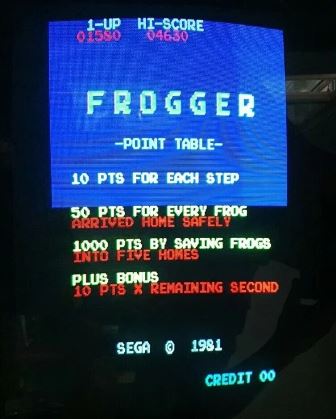 1-UP HI-SCORE
01580 04630
FROGGER
-POINT TABLE-
10 PTS FOR EACH STEP
50 PTS FOR EVERY FROG
ARRIVED HOME SAFELY
1000 PTS BY SAVING FROGS
INTO FIVE HOMES
PLUS BONUS
10 PTS X REMAINING SECOND
SEGA © 1981
CREDIT 00